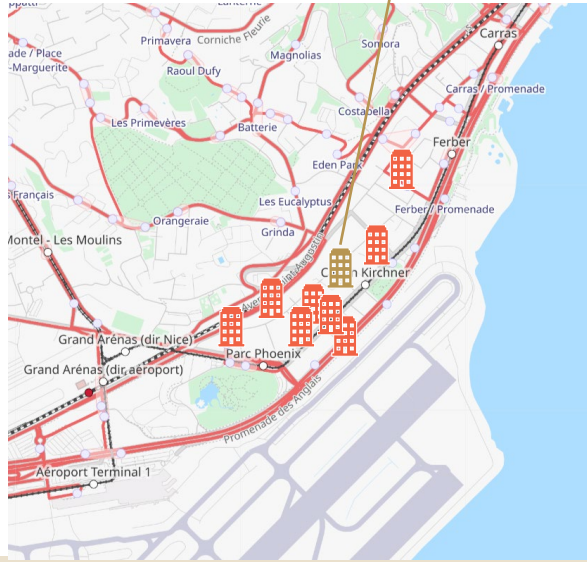 Primavera
Corniche Fleurie
Somora
Carras
ade / Place
-Marguerite
Raoul Dufy
Magnolias
Carras / Promenade
Costabella
Les Primevères
Batterie
Ferber
Eden Park
Français
Les Eucalyptus
Ferber / Promenade
Orangeraie
Grinda
Montel - Les Moulins
Kirchner
Grand Arénas (dir. Nice)
Parc Phoenix
Grand Arénas (dir. aéroport)
Promenade des Anglais
Aéroport Terminal 1